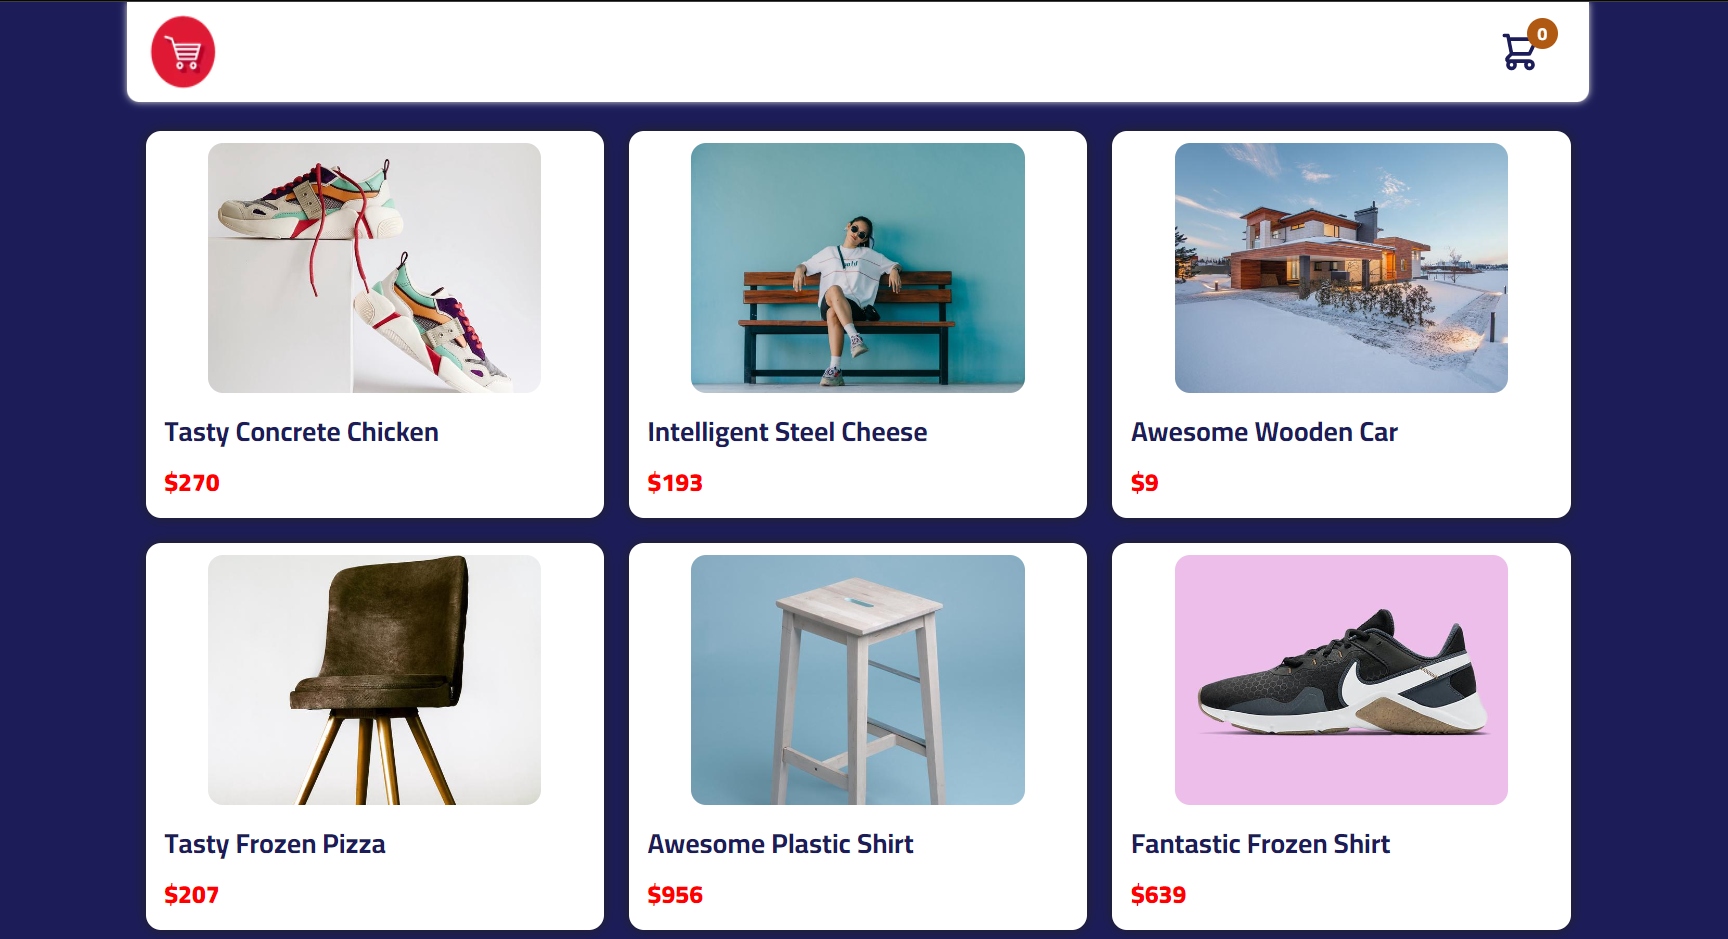 0
Tasty Concrete Chicken
$270
Intelligent Steel Cheese
$193
Awesome Wooden Car
$9
Tasty Frozen Pizza
$207
Awesome Plastic Shirt
$956
Fantastic Frozen Shirt
$639